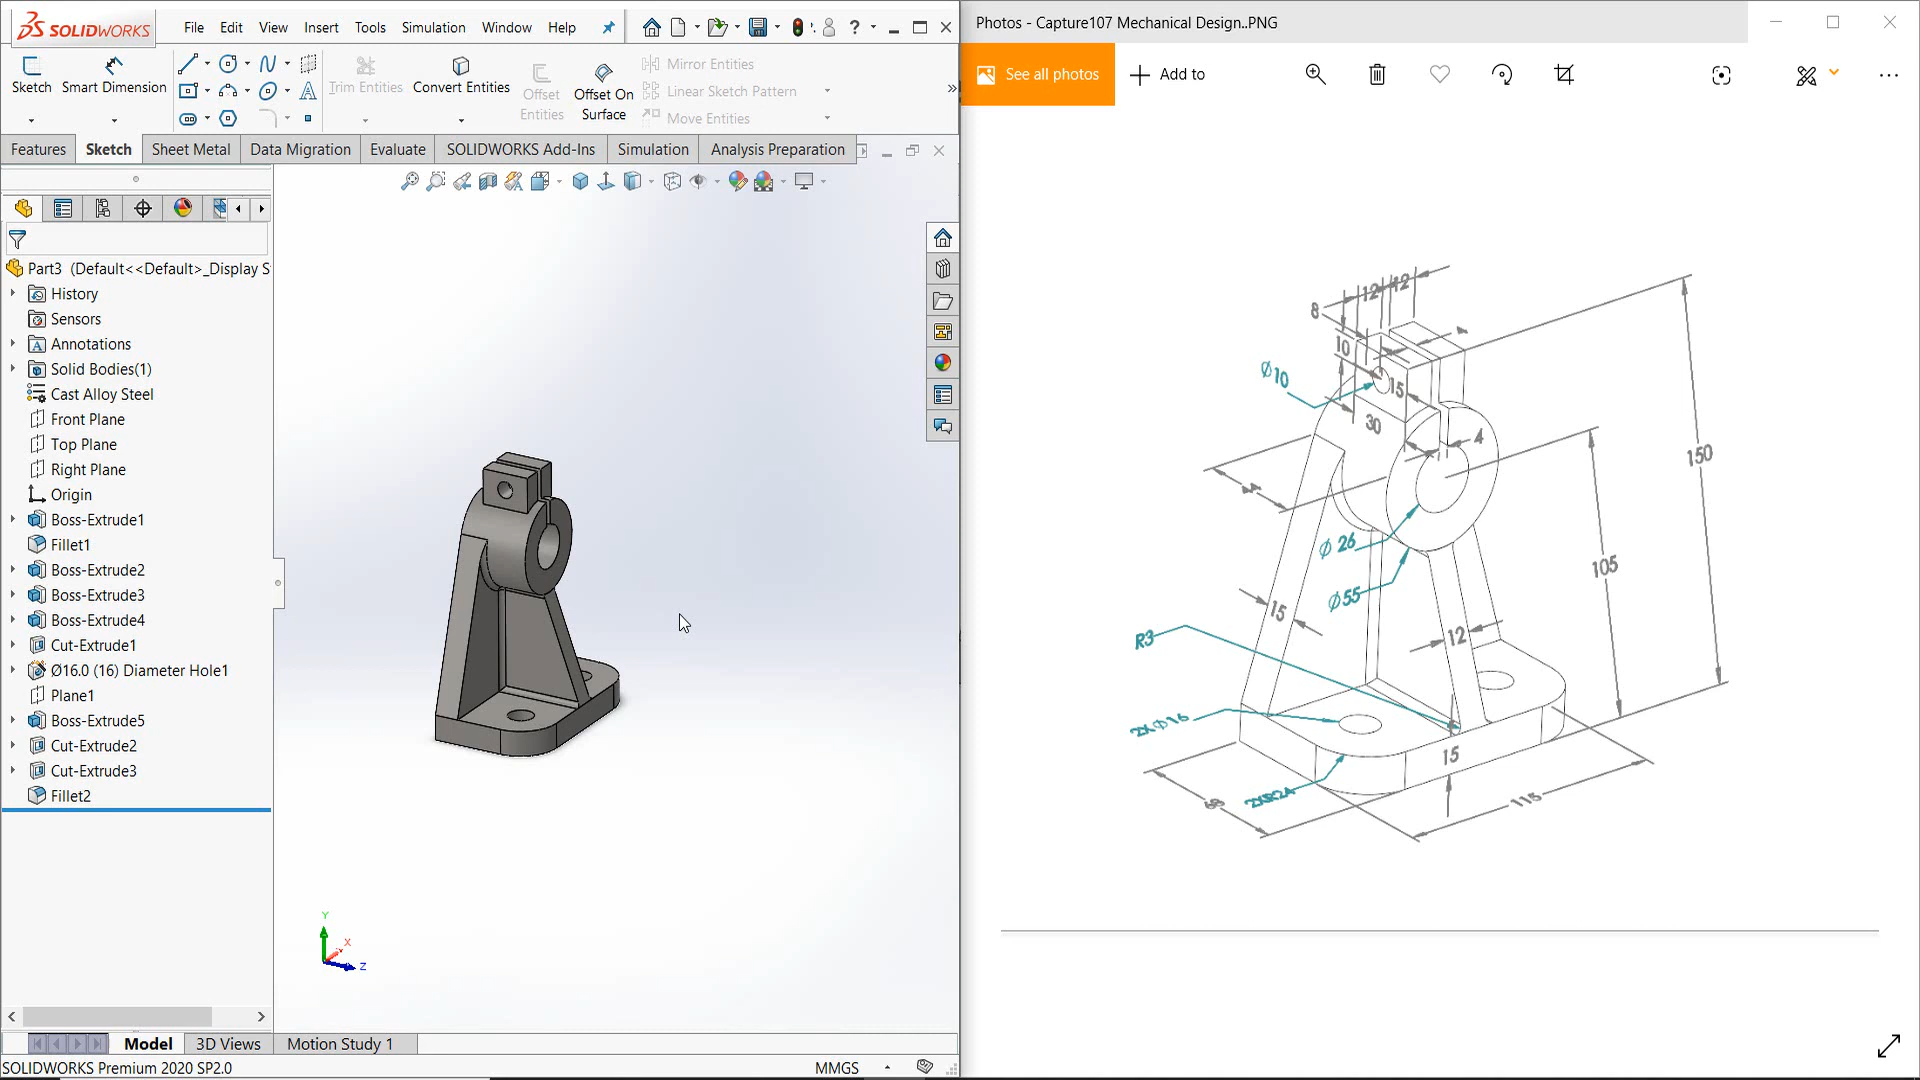 SOLIDWORKS
File Edit View Insert Tools Simulation Window Help
?
Sketch
Smart Dimension
Trim Entities
Convert Entities
Offset Entities
Offset On Surface
Mirror Entities
Linear Sketch Pattern
Move Entities
Features Sketch Sheet Metal Data Migration Evaluate SOLIDWORKS Add-Ins Simulation Analysis Preparation
Part3 (Default<<Default>_Display S
History
Sensors
Annotations
Solid Bodies(1)
Cast Alloy Steel
Front Plane
Top Plane
Right Plane
Origin
Boss-Extrude1
Fillet1
Boss-Extrude2
Boss-Extrude3
Boss-Extrude4
Cut-Extrude1
Ø16.0 (16) Diameter Hole1
Plane1
Boss-Extrude5
Cut-Extrude2
Cut-Extrude3
Fillet2
Y
X
Z
Model 3D Views Motion Study 1
SOLIDWORKS Premium 2020 SP2.0
MMGS
Photos - Capture107 Mechanical Design..PNG
See all photos
Add to
12 12
8
10
Ø10
15
30
4
150
Ø 26
105
Ø55
15
12
R3
2X Ø 16
15
68
2XR24
115